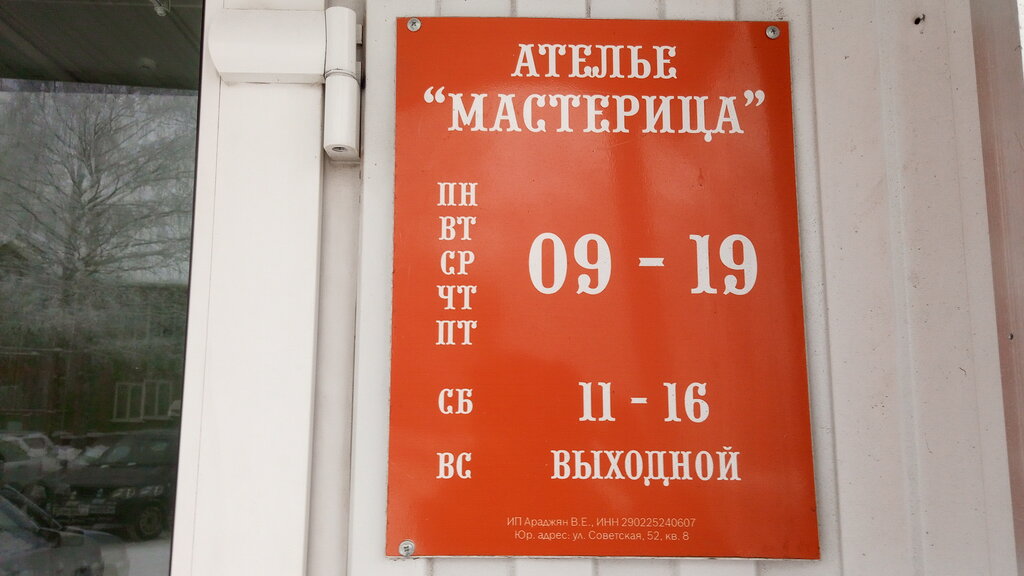 АТЕЛЬЕ
“МАСТЕРИЦА”
ПН
ВТ
СР
ЧТ
ПТ
09 - 19
СБ 11 - 16
ВС ВЫХОДНОЙ
ИП Араджян В.Е., ИНН 290225240607
Юр. адрес: ул. Советская, 52, кв. 8